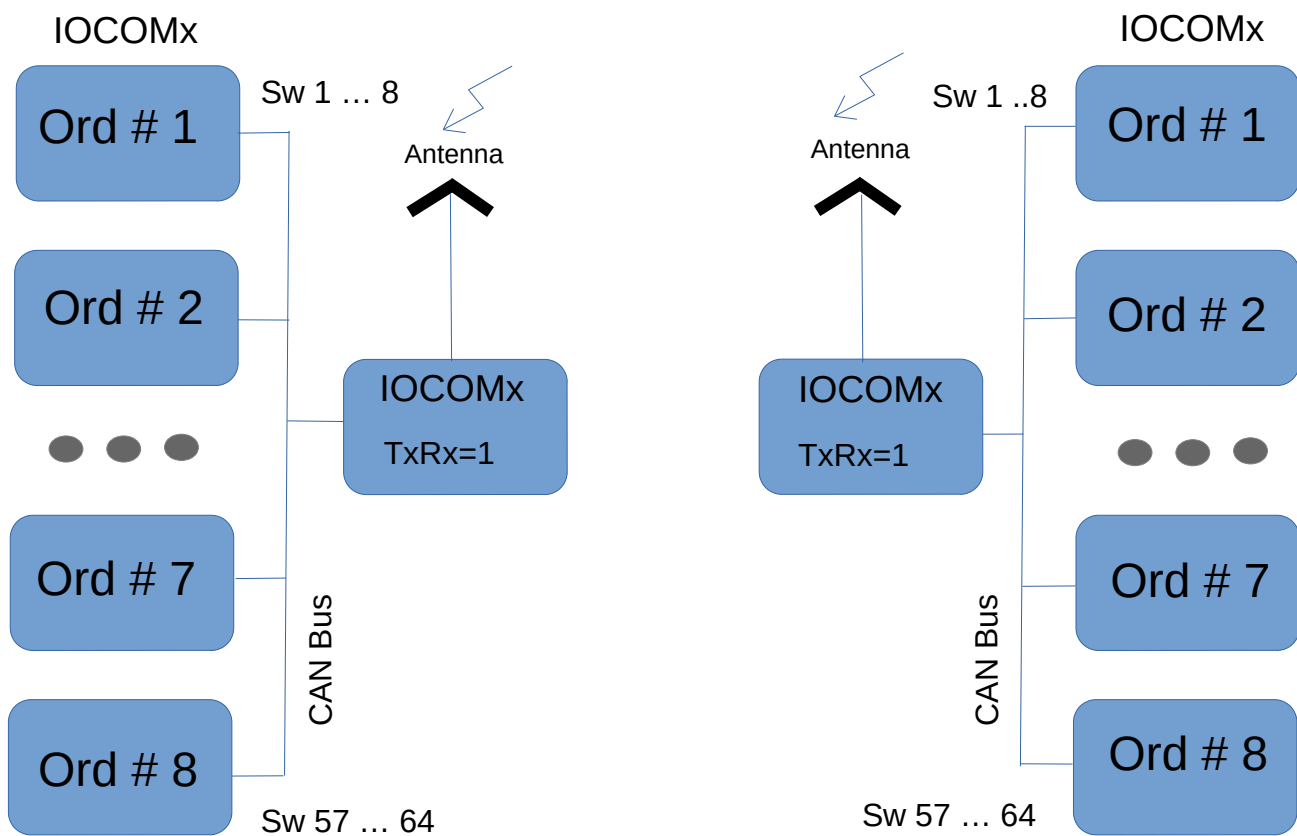 IOCOMx
Ord # 1
Sw 1 … 8
Antenna
Ord # 2
IOCOMx
TxRx=1
Ord # 7
CAN Bus
Ord # 8
Sw 57 … 64
IOCOMx
Sw 1 ..8
Ord # 1
Antenna
Ord # 2
IOCOMx
TxRx=1
Ord # 7
CAN Bus
Ord # 8
Sw 57 … 64